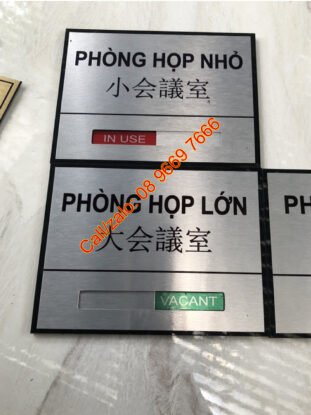 PHÒNG HỌP NHỎ
小会議室
IN USE
PHÒNG HỌP LỚN
大会議室
VACANT
PH
Call/zalo: 08 9669 7666